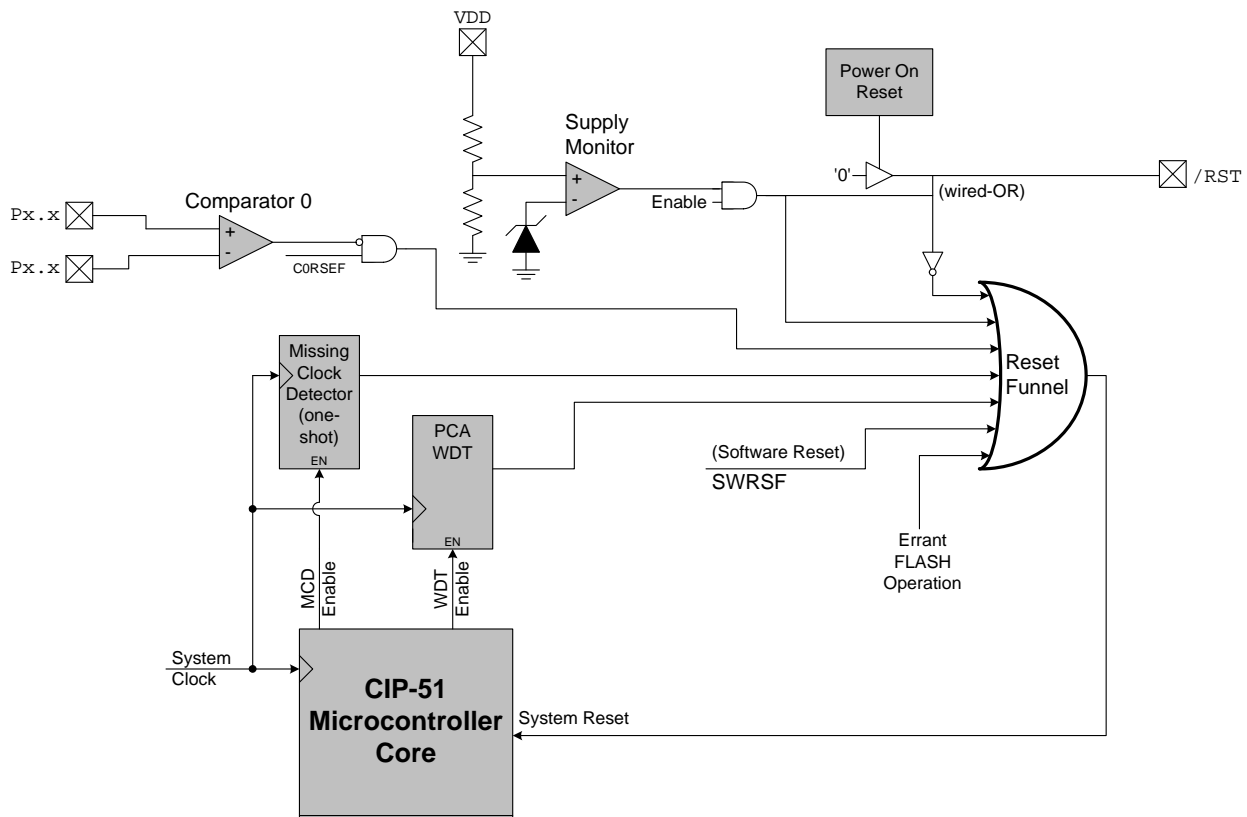 VDD
Power On
Reset
Supply
Monitor
+
-
Enable
'0'
(wired-OR)
/RST
Px.x
Px.x
Comparator 0
+
-
C0RSEF
Missing
Clock
Detector
(one-
shot)
EN
PCA
WDT
EN
Reset
Funnel
(Software Reset)
SWRSF
Errant
FLASH
Operation
MCD
Enable
WDT
Enable
System
Clock
CIP-51
Microcontroller
Core
System Reset